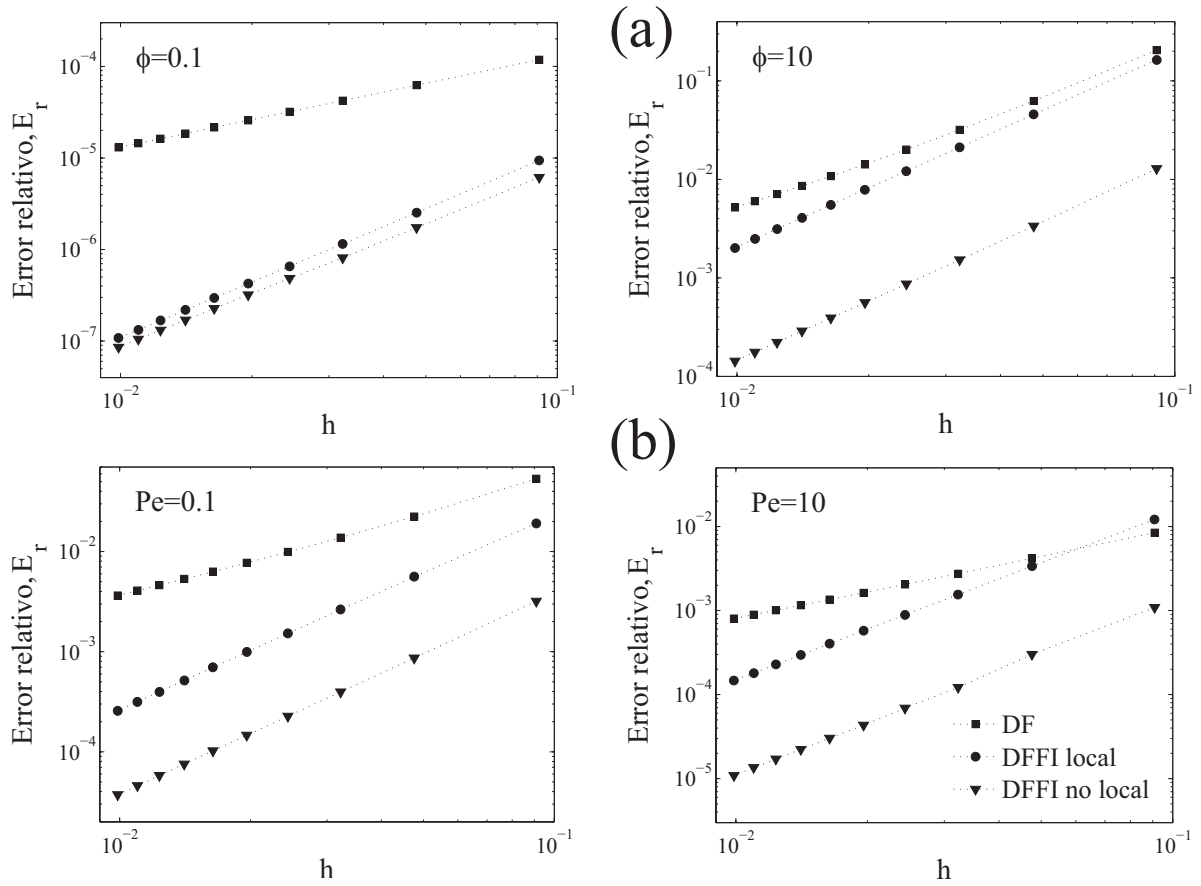 (a)
ϕ=0.1
10⁻⁴
10⁻⁵
10⁻⁶
10⁻⁷
Error relativo, E_r
10⁻²
10⁻¹
h
ϕ=10
10⁻¹
10⁻²
10⁻³
10⁻⁴
Error relativo, E_r
10⁻²
10⁻¹
h
(b)
Pe=0.1
10⁻²
10⁻³
10⁻⁴
Error relativo, E_r
10⁻²
10⁻¹
h
Pe=10
10⁻²
10⁻³
10⁻⁴
10⁻⁵
Error relativo, E_r
10⁻²
10⁻¹
h
DF
DFFI local
DFFI no local